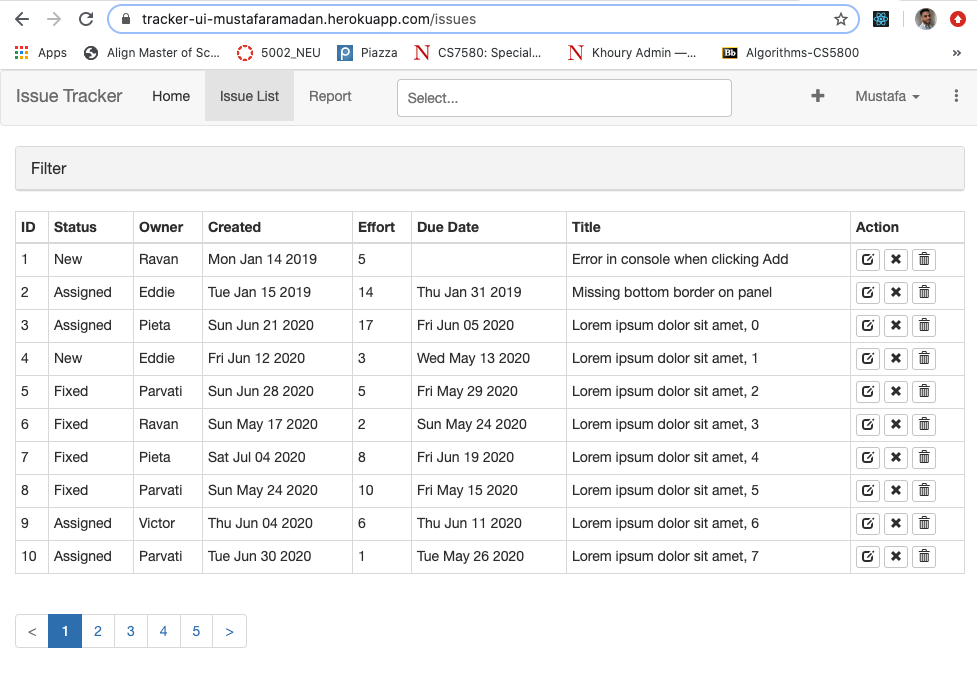 tracker-ui-mustafaramadan.herokuapp.com/issues
Apps Align Master of Sc... 5002_NEU Piazza CS7580: Special... Khoury Admin —... Bb Algorithms-CS5800 »
Issue Tracker Home Issue List Report Select... + Mustafa
Filter
ID Status Owner Created Effort Due Date Title Action
1 New Ravan Mon Jan 14 2019 5 Error in console when clicking Add
2 Assigned Eddie Tue Jan 15 2019 14 Thu Jan 31 2019 Missing bottom border on panel
3 Assigned Pieta Sun Jun 21 2020 17 Fri Jun 05 2020 Lorem ipsum dolor sit amet, 0
4 New Eddie Fri Jun 12 2020 3 Wed May 13 2020 Lorem ipsum dolor sit amet, 1
5 Fixed Parvati Sun Jun 28 2020 5 Fri May 29 2020 Lorem ipsum dolor sit amet, 2
6 Fixed Ravan Sun May 17 2020 2 Sun May 24 2020 Lorem ipsum dolor sit amet, 3
7 Fixed Pieta Sat Jul 04 2020 8 Fri Jun 19 2020 Lorem ipsum dolor sit amet, 4
8 Fixed Parvati Sun May 24 2020 10 Fri May 15 2020 Lorem ipsum dolor sit amet, 5
9 Assigned Victor Thu Jun 04 2020 6 Thu Jun 11 2020 Lorem ipsum dolor sit amet, 6
10 Assigned Parvati Tue Jun 30 2020 1 Tue May 26 2020 Lorem ipsum dolor sit amet, 7
< 1 2 3 4 5 >